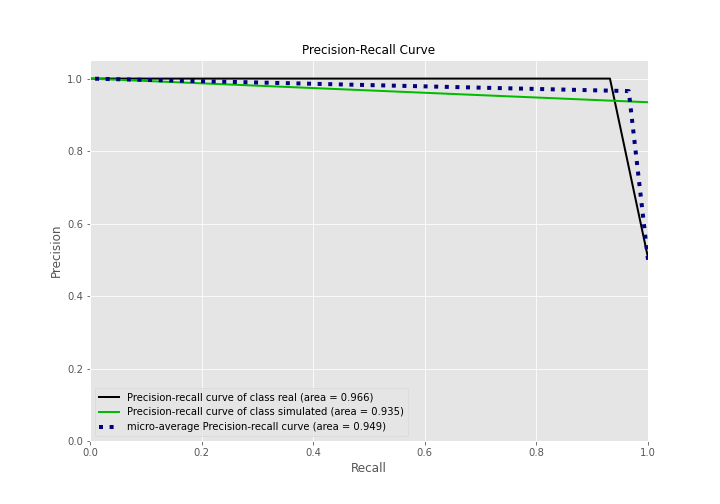 Precision-Recall Curve
1.0
0.8
0.6
0.4
0.2
0.0
Precision
Precision-recall curve of class real (area = 0.966)
Precision-recall curve of class simulated (area = 0.935)
micro-average Precision-recall curve (area = 0.949)
0.0 0.2 0.4 0.6 0.8 1.0
Recall